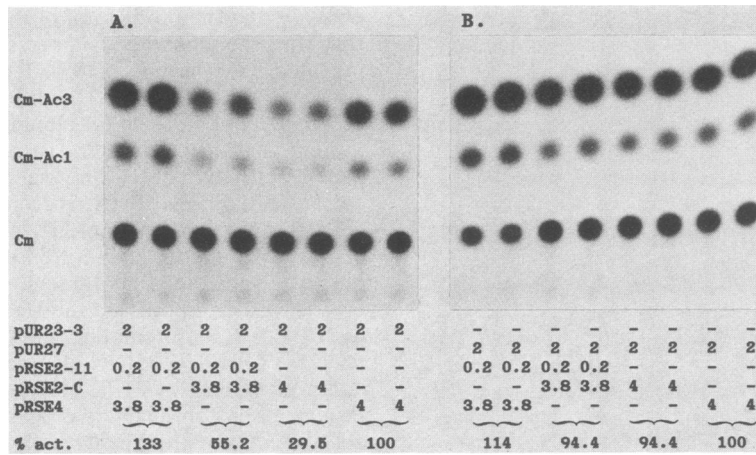 A. B.
Cm-Ac3
Cm-Ac1
Cm
pUR23-3 2 2 2 2 2 2 2 2 - - - - - - - -
pUR27 - - - - - - - - 2 2 2 2 2 2 2 2
pRSE2-11 0.2 0.2 0.2 0.2 - - - - 0.2 0.2 0.2 0.2 - - - -
pRSE2-C - - 3.8 3.8 4 4 - - - - 3.8 3.8 4 4 - -
pRSE4 3.8 3.8 - - - - 4 4 3.8 3.8 - - - - 4 4
% act. 133 55.2 29.5 100 114 94.4 94.4 100